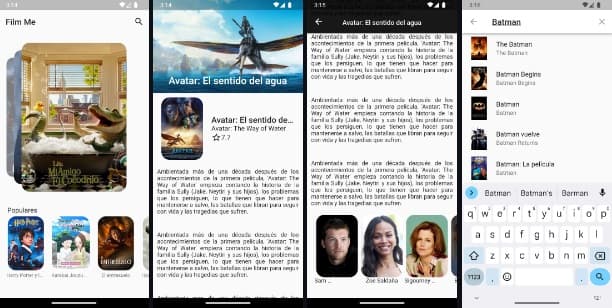 3:14
Film Me
Mi Amigo
El Cocodrilo
Populares
Harry Potter y l...
El menú
3:14
Avatar: El sentido del agua
Avatar: El sentido de...
Avatar: The Way of Water
7.7
Ambientada más de una década después de los
acontecimientos de la primera película, 'Avatar: The
Way of Water' empieza contando la historia de la
familia Sully (Jake, Neytiri y sus hijos), los problemas
que los persiguen, lo que tienen que hacer para
mantenerse a salvo, las batallas que libran para seguir
con vida y las tragedias que sufren.
Ambientada más de una década después de los
acontecimientos de la primera película, 'Avatar: The
Way of Water' empieza contando la historia de la
familia Sully (Jake, Neytiri y sus hijos), los problemas
que los persiguen, lo que tienen que hacer para
mantenerse a salvo, las batallas que libran para seguir
con vida y las tragedias que sufren.
3:15
Avatar: El sentido del agua
Ambientada más de una década después de los
acontecimientos de la primera película, 'Avatar: The
Way of Water' empieza contando la historia de la
familia Sully (Jake, Neytiri y sus hijos), los problemas
que los persiguen, lo que tienen que hacer para
mantenerse a salvo, las batallas que libran para seguir
con vida y las tragedias que sufren.
Ambientada más de una década después de los
acontecimientos de la primera película, 'Avatar: The
Way of Water' empieza contando la historia de la
familia Sully (Jake, Neytiri y sus hijos), los problemas
que los persiguen, lo que tienen que hacer para
mantenerse a salvo, las batallas que libran para seguir
con vida y las tragedias que sufren.
Ambientada más de una década después de los
acontecimientos de la primera película, 'Avatar: The
Way of Water' empieza contando la historia de la
familia Sully (Jake, Neytiri y sus hijos), los problemas
que los persiguen, lo que tienen que hacer para
mantenerse a salvo, las batallas que libran para seguir
con vida y las tragedias que sufren.
Sam ...
Zoe Saldaña
Sigourney ...
Batman
The Batman
The Batman
Batman Begins
Batman Begins
Batman
Batman
Batman vuelve
Batman Returns
Batman: La película
Batman
Batman
Batman's
Berman
q w e r t y u i o p
a s d f g h j k l
z x c v b n m
?123 , .